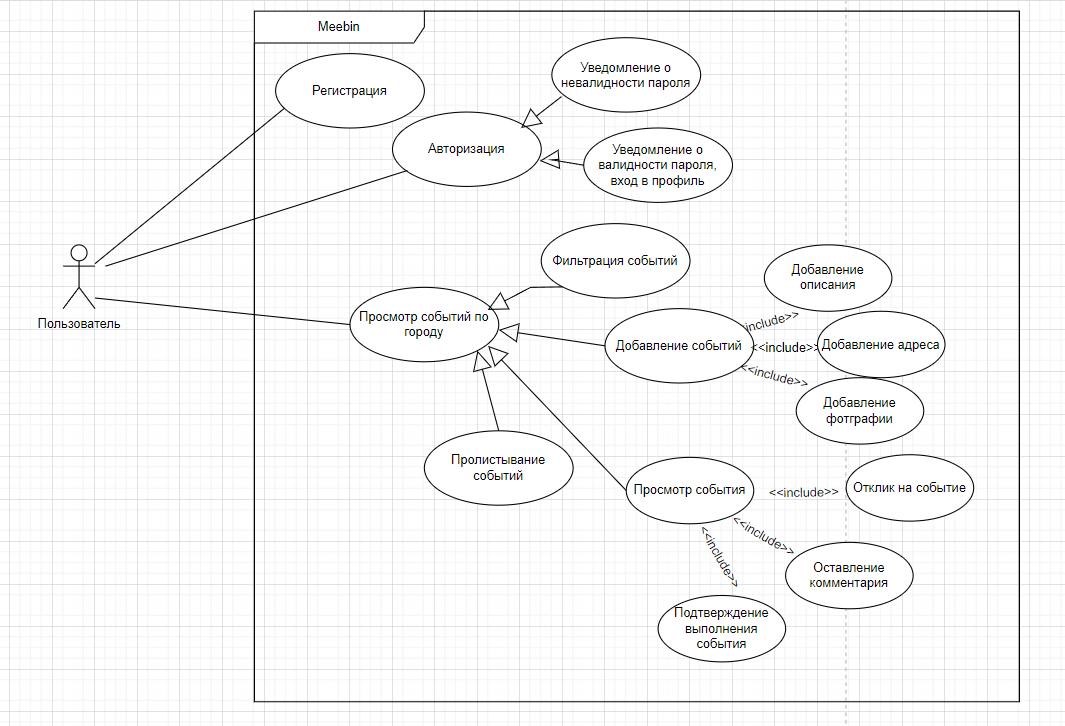 Meebin
Уведомление о
невалидности пароля
Регистрация
Авторизация
Уведомление о
валидности пароля,
вход в профиль
Фильтрация событий
Добавление
описания
Пользователь
Просмотр событий по
городу
Добавление событий
include>>
<<include>>
<<include>>
Добавление адреса
Добавление
фотграфии
Пролистывание
событий
Просмотр события
<<include>>
Отклик на событие
<<include>>
<<include>>
Оставление
комментария
Подтверждение
выполнения
события